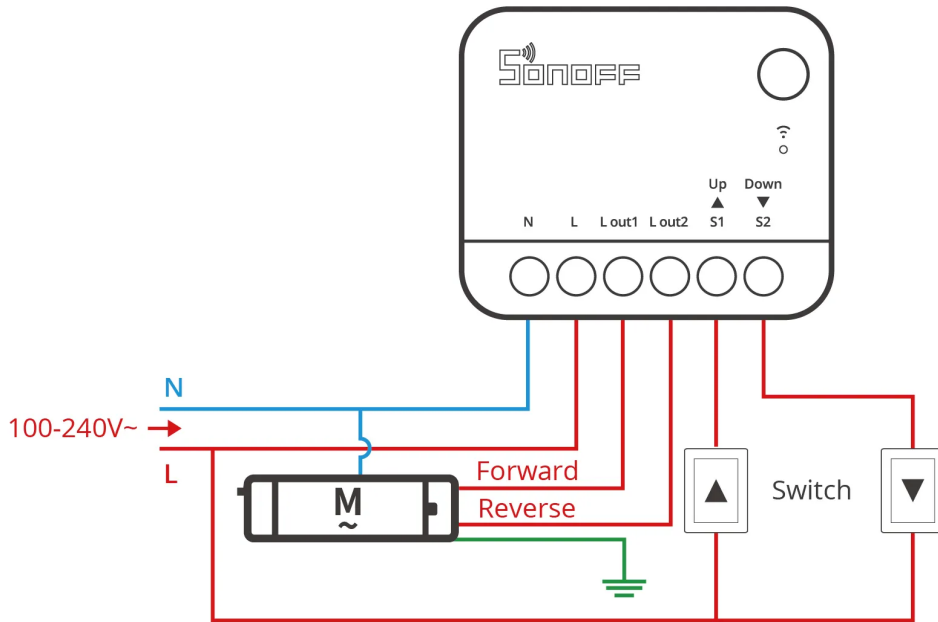 SONOFF
Up Down
▲ ▼
N L L out1 L out2 S1 S2
N
100-240V~
L
Forward
Reverse
M
~
▲ Switch ▼